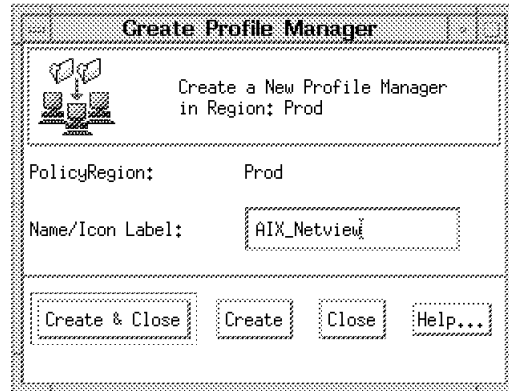 Create Profile Manager
Create a New Profile Manager
in Region: Prod
PolicyRegion: Prod
Name/Icon Label: AIX_Netview
Create & Close Create Close Help...